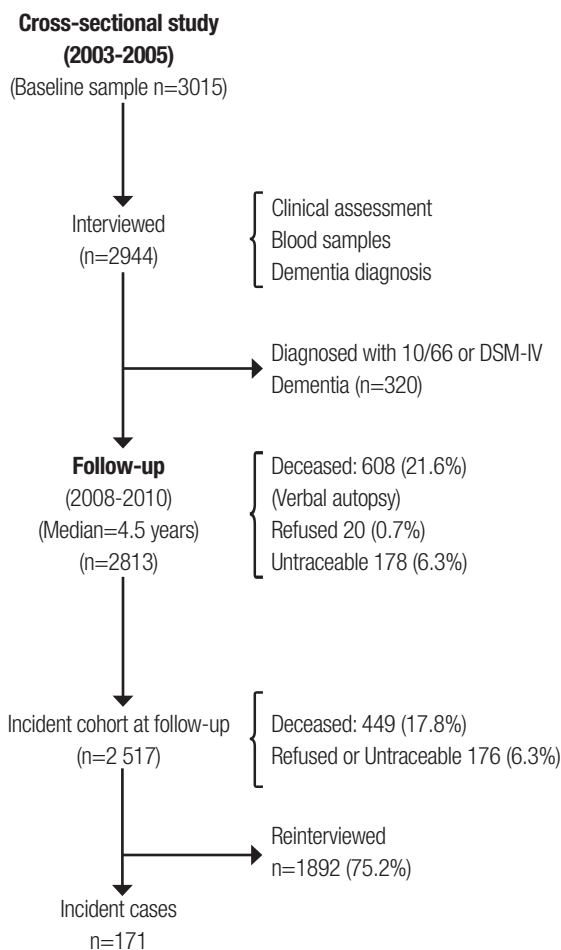 Cross-sectional study
(2003-2005)
(Baseline sample n=3015)
Interviewed
(n=2944)
Clinical assessment
Blood samples
Dementia diagnosis
Diagnosed with 10/66 or DSM-IV
Dementia (n=320)
Follow-up
(2008-2010)
(Median=4.5 years)
(n=2813)
Deceased: 608 (21.6%)
(Verbal autopsy)
Refused 20 (0.7%)
Untraceable 178 (6.3%)
Incident cohort at follow-up
(n=2 517)
Deceased: 449 (17.8%)
Refused or Untraceable 176 (6.3%)
Reinterviewed
n=1892 (75.2%)
Incident cases
n=171